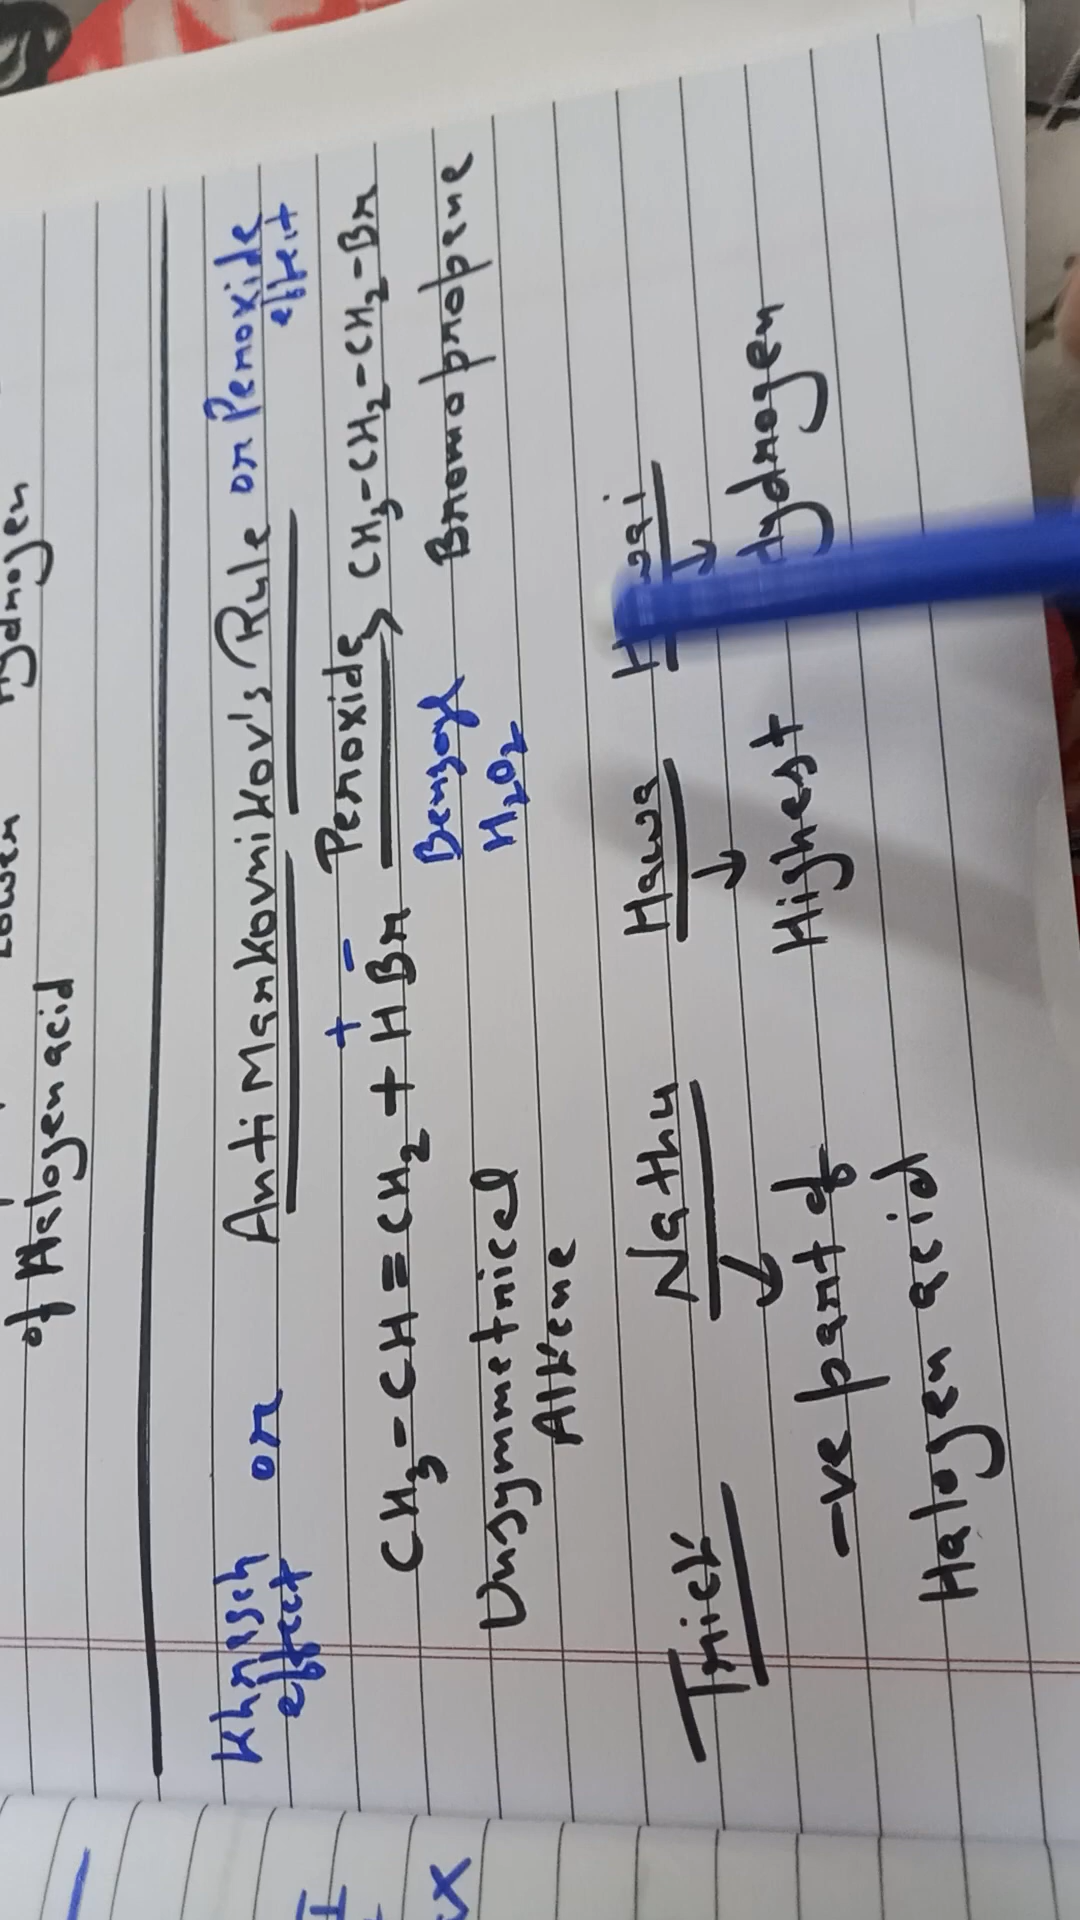 Lower Hydrogen
of Halogen acid
Kharsch effect or Anti Markovnikov's Rule or Peroxide effect
CH3-CH=CH2 + HBr Peroxide → CH3-CH2-CH2-Br
+ -
Unsymmetrical Alkene Benzoyl H2O2 Bromopropene
Trick Nathu Hawa
-ve part of Halogen acid Highest Hydrogen